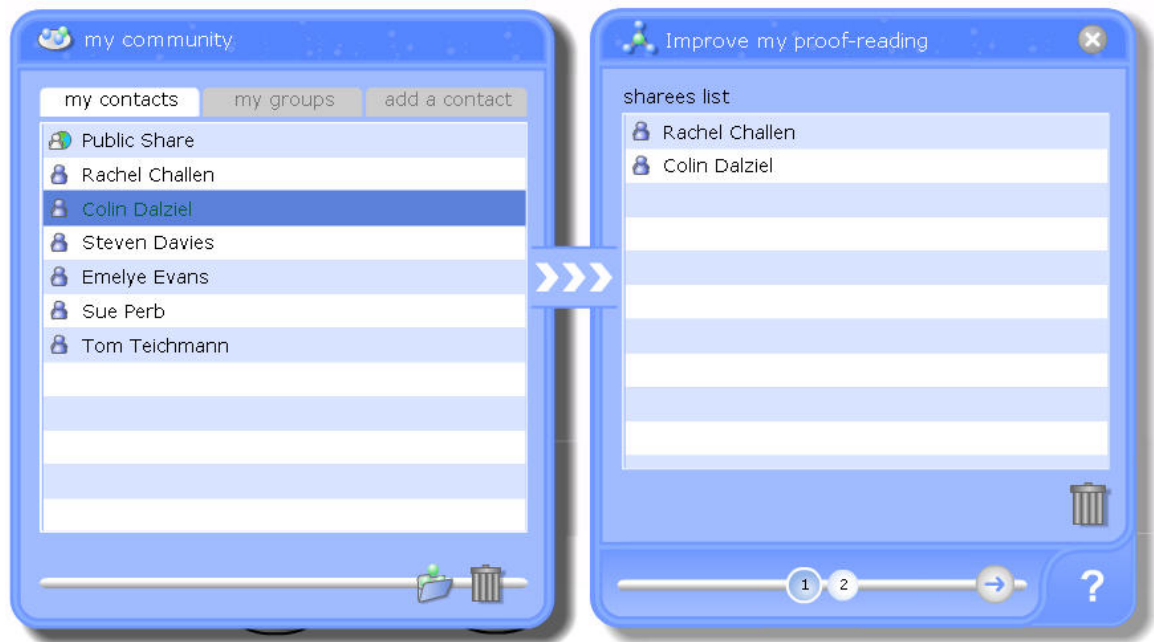 my community
my contacts
my groups
add a contact
Public Share
Rachel Challen
Colin Dalziel
Steven Davies
Emelye Evans
Sue Perb
Tom Teichmann
Improve my proof-reading
sharees list
Rachel Challen
Colin Dalziel
1 2
?